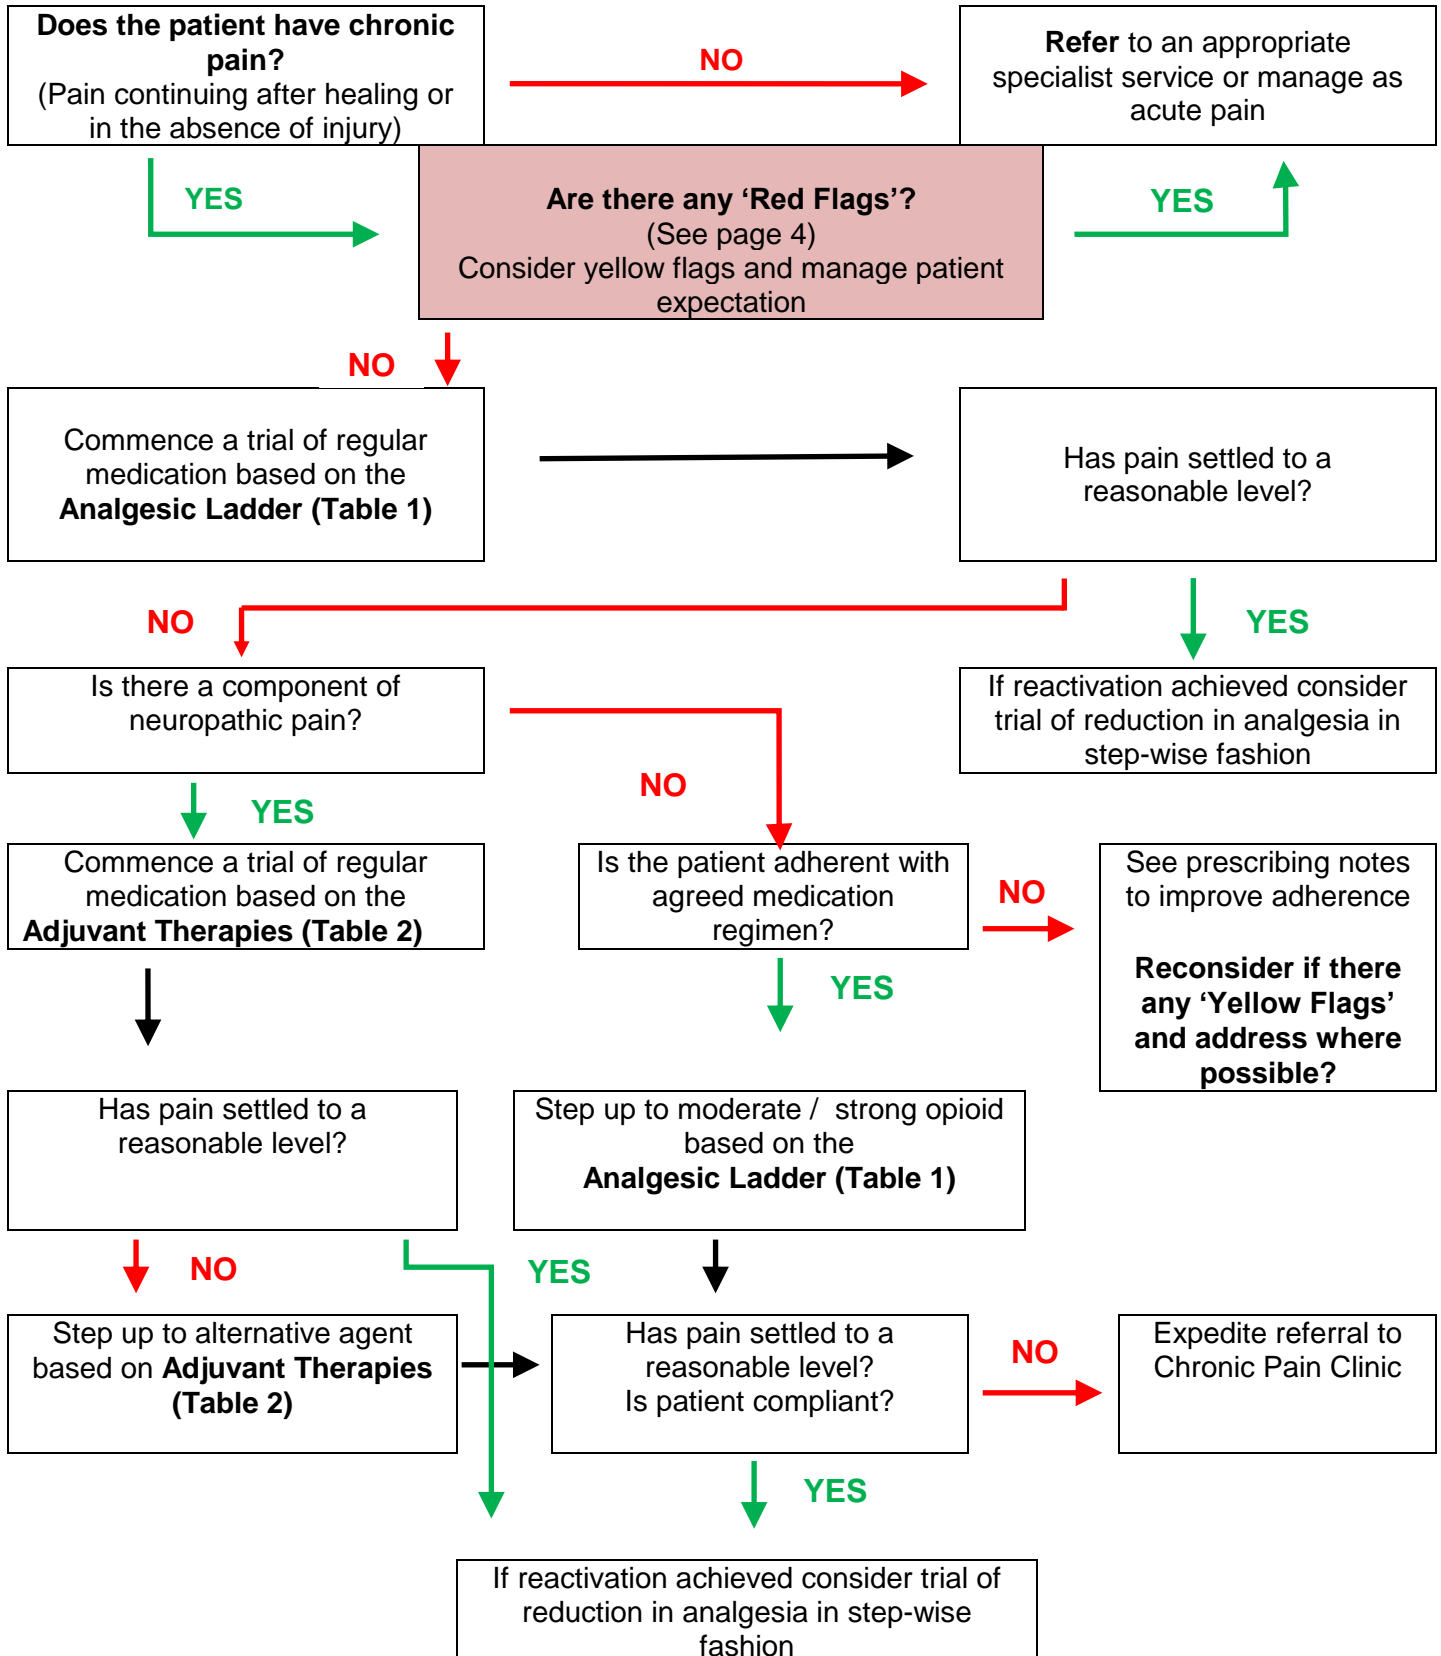 Does the patient have chronic
pain?
(Pain continuing after healing or
in the absence of injury)
NO
Refer to an appropriate
specialist service or manage as
acute pain
YES
Are there any ‘Red Flags’?
(See page 4)
Consider yellow flags and manage patient
expectation
YES
NO
Commence a trial of regular
medication based on the
Analgesic Ladder (Table 1)
Has pain settled to a
reasonable level?
NO
YES
Is there a component of
neuropathic pain?
If reactivation achieved consider
trial of reduction in analgesia in
step-wise fashion
NO
YES
Commence a trial of regular
medication based on the
Adjuvant Therapies (Table 2)
Is the patient adherent with
agreed medication
regimen?
NO
See prescribing notes
to improve adherence
Reconsider if there
any ‘Yellow Flags’
and address where
possible?
YES
Has pain settled to a
reasonable level?
Step up to moderate / strong opioid
based on the
Analgesic Ladder (Table 1)
NO
YES
Step up to alternative agent
based on Adjuvant Therapies
(Table 2)
Has pain settled to a
reasonable level?
Is patient compliant?
NO
Expedite referral to
Chronic Pain Clinic
YES
If reactivation achieved consider trial of
reduction in analgesia in step-wise
fashion